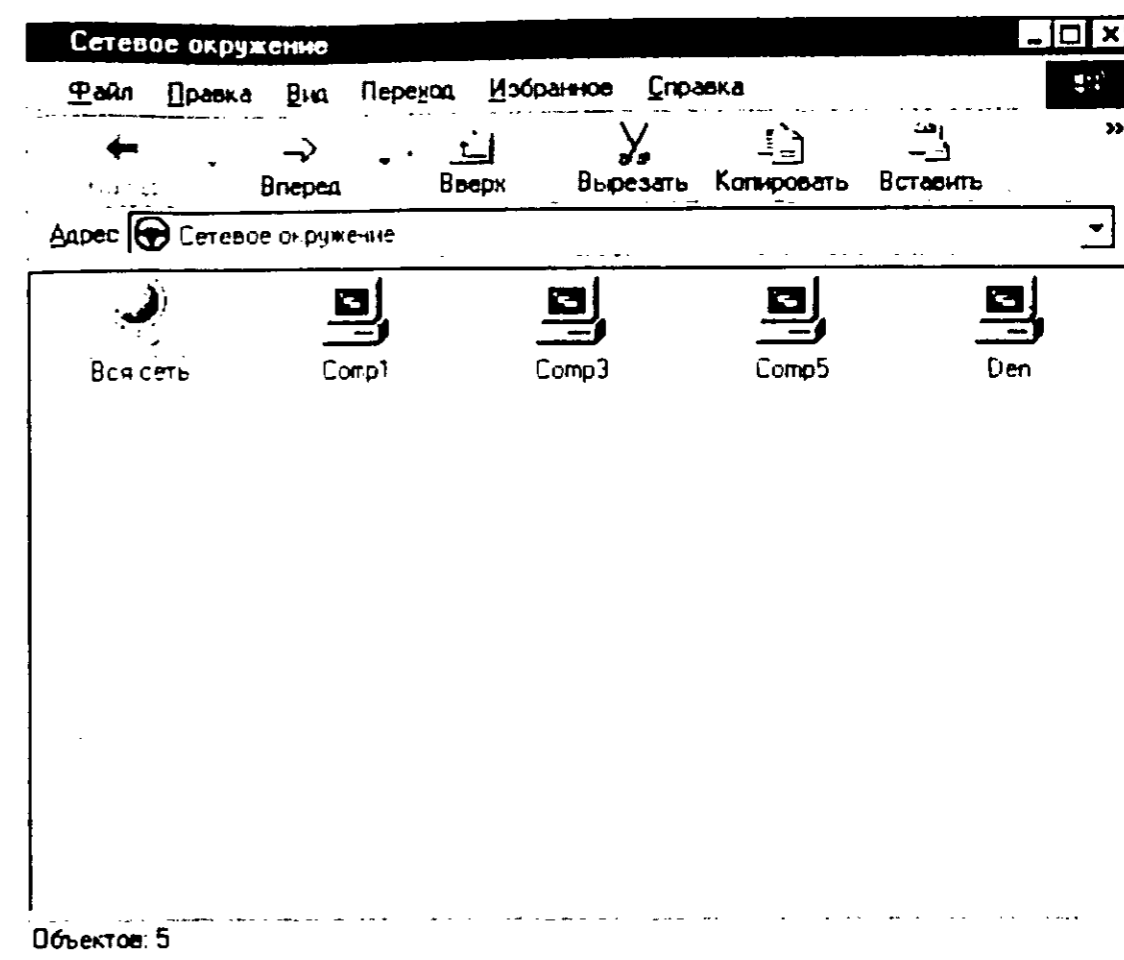 Сетевое окружение
Файл Правка Вид Переход Избранное Справка
Вперед Вверх Вырезать Копировать Вставить »
Адрес Сетевое окружение
Вся сеть Comp1 Comp3 Comp5 Den
Объектов: 5